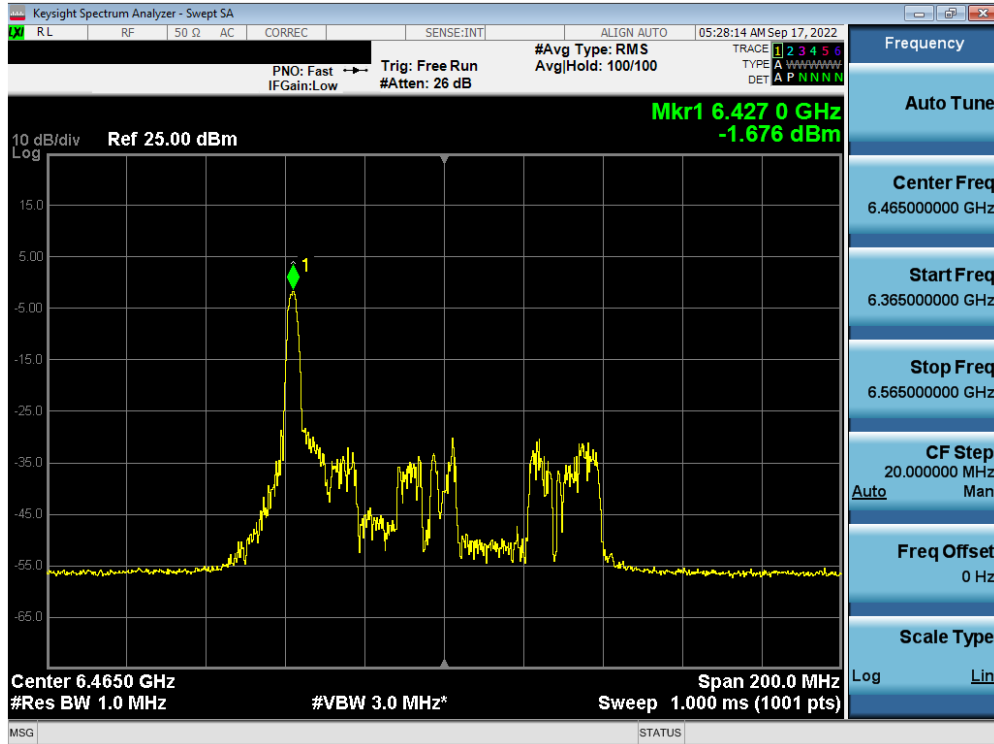 Keysight Spectrum Analyzer - Swept SA
LXI RL RF 50 Ω AC CORREC SENSE:INT ALIGN AUTO 05:28:14 AM Sep 17, 2022
PNO: Fast
IFGain:Low
Trig: Free Run
#Atten: 26 dB
#Avg Type: RMS
Avg|Hold: 100/100
TRACE 1 2 3 4 5 6
TYPE A WWWWW
DET A P N N N N
Mkr1 6.427 0 GHz
-1.676 dBm
10 dB/div Ref 25.00 dBm
Log
15.0
5.00
-5.00
-15.0
-25.0
-35.0
-45.0
-55.0
-65.0
1
Center 6.4650 GHz Span 200.0 MHz
#Res BW 1.0 MHz #VBW 3.0 MHz* Sweep 1.000 ms (1001 pts)
MSG STATUS
Frequency
Auto Tune
Center Freq
6.465000000 GHz
Start Freq
6.365000000 GHz
Stop Freq
6.565000000 GHz
CF Step
20.000000 MHz
Auto Man
Freq Offset
0 Hz
Scale Type
Log Lin